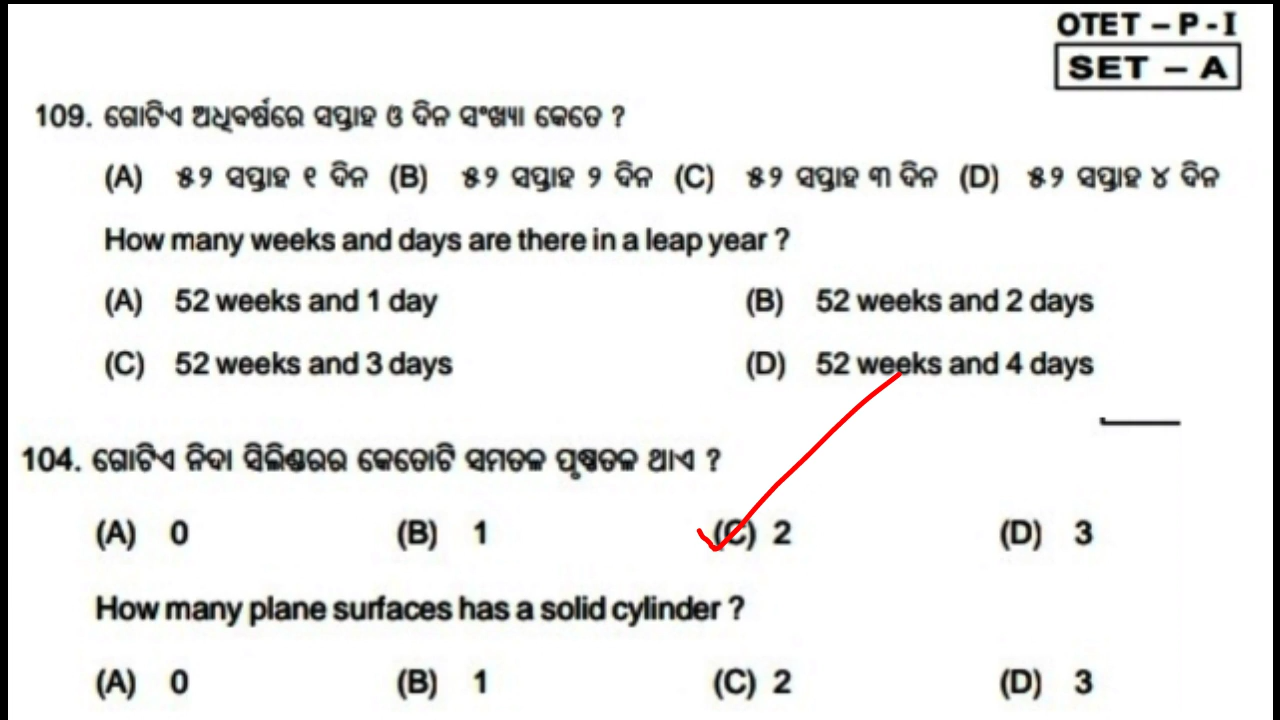 OTET – P - I
SET – A
109. ଗୋଟିଏ ଅଧିବର୍ଷରେ ସପ୍ତାହ ଓ ଦିନ ସଂଖ୍ୟା କେତେ ?
(A) ୫୨ ସପ୍ତାହ ୧ ଦିନ (B) ୫୨ ସପ୍ତାହ ୨ ଦିନ (C) ୫୨ ସପ୍ତାହ ୩ ଦିନ (D) ୫୨ ସପ୍ତାହ ୪ ଦିନ
How many weeks and days are there in a leap year ?
(A) 52 weeks and 1 day (B) 52 weeks and 2 days
(C) 52 weeks and 3 days (D) 52 weeks and 4 days
104. ଗୋଟିଏ ନିଦା ସିଲିଣ୍ଡରର କେତୋଟି ସମତଳ ପୃଷ୍ଠତଳ ଥାଏ ?
(A) 0 (B) 1 (C) 2 (D) 3
How many plane surfaces has a solid cylinder ?
(A) 0 (B) 1 (C) 2 (D) 3